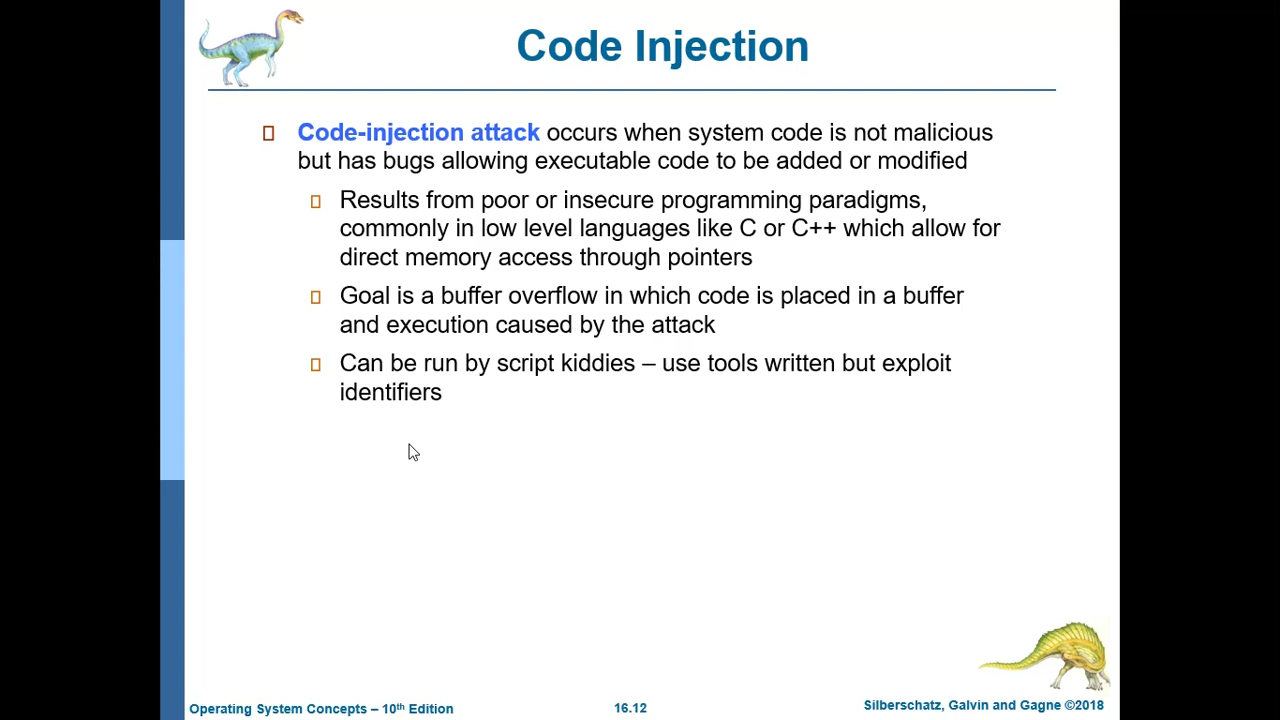 Code Injection
Code-injection attack occurs when system code is not malicious
but has bugs allowing executable code to be added or modified
Results from poor or insecure programming paradigms,
commonly in low level languages like C or C++ which allow for
direct memory access through pointers
Goal is a buffer overflow in which code is placed in a buffer
and execution caused by the attack
Can be run by script kiddies – use tools written but exploit
identifiers
Operating System Concepts – 10th Edition
16.12
Silberschatz, Galvin and Gagne ©2018